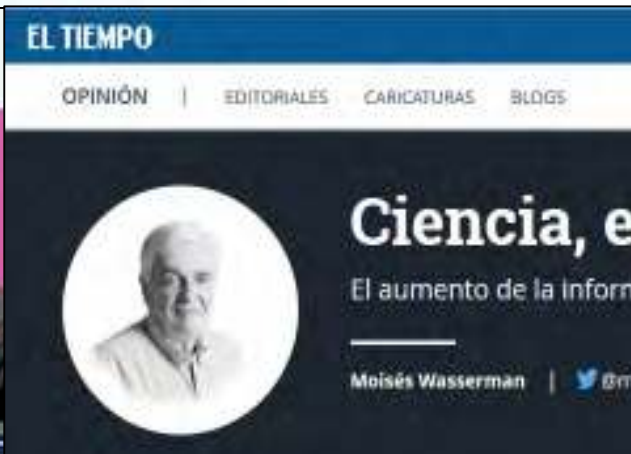 EL TIEMPO
OPINIÓN | EDITORIALES CARICATURAS BLOGS
Ciencia, e
El aumento de la inform
Moisés Wasserman | @m